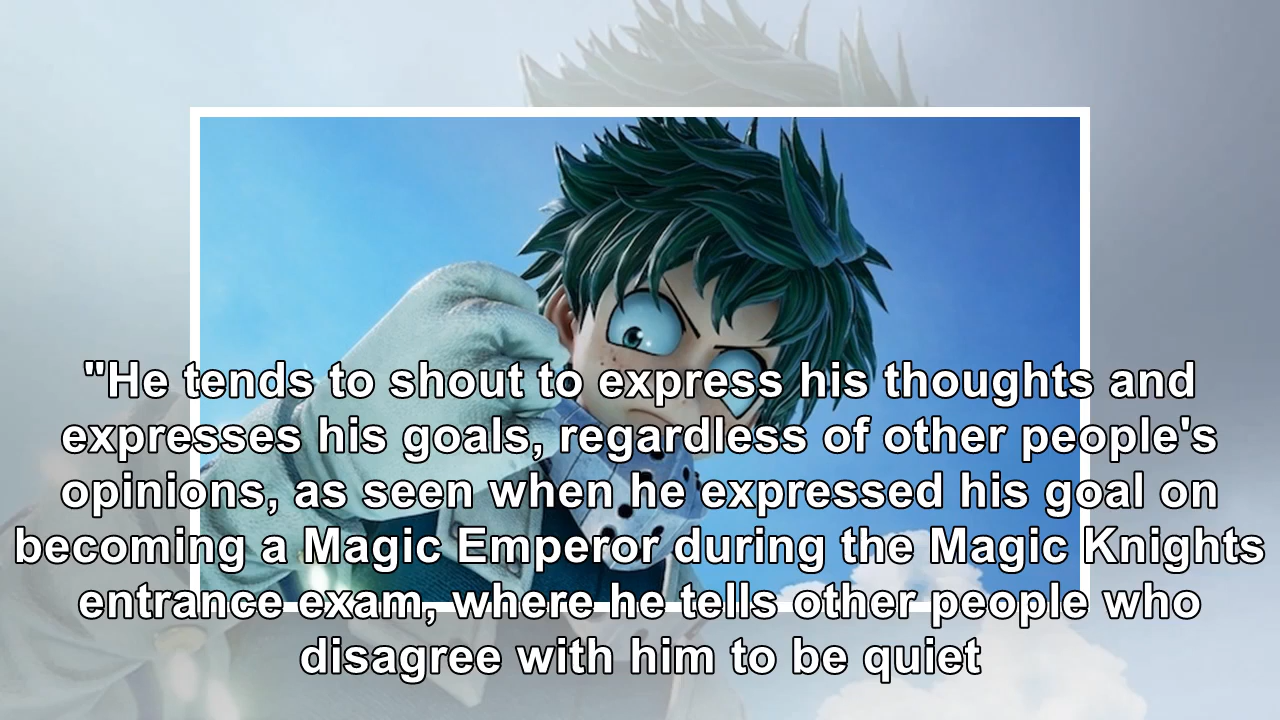 "He tends to shout to express his thoughts and
expresses his goals, regardless of other people's
opinions, as seen when he expressed his goal on
becoming a Magic Emperor during the Magic Knights
entrance exam, where he tells other people who
disagree with him to be quiet